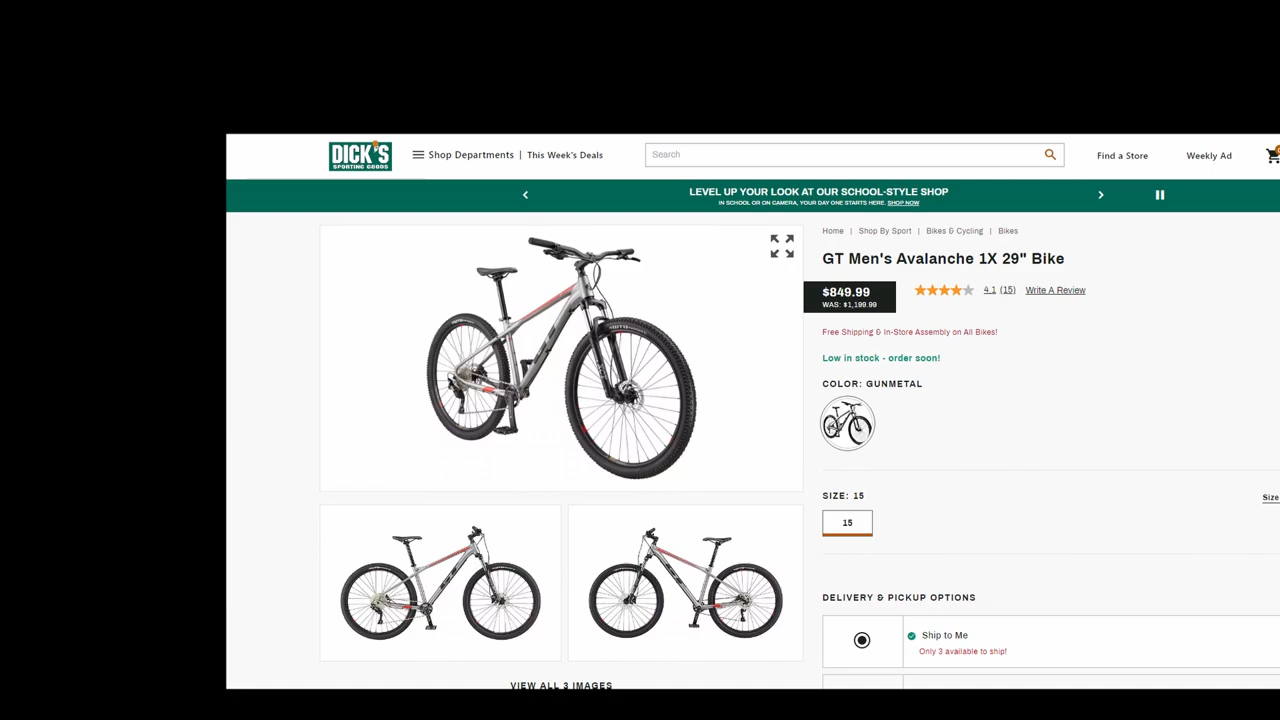 DICK'S
SPORTING GOODS
Shop Departments | This Week's Deals
Search
Find a Store
Weekly Ad
LEVEL UP YOUR LOOK AT OUR SCHOOL-STYLE SHOP
IN SCHOOL OR ON CAMERA, YOUR DAY ONE STARTS HERE. SHOP NOW
Home | Shop By Sport | Bikes & Cycling | Bikes
GT Men's Avalanche 1X 29" Bike
$849.99
WAS: $1,199.99
4.1 (15) Write A Review
Free Shipping & In-Store Assembly on All Bikes!
Low in stock - order soon!
COLOR: GUNMETAL
SIZE: 15
Size
15
DELIVERY & PICKUP OPTIONS
Ship to Me
Only 3 available to ship!
VIEW ALL 3 IMAGES